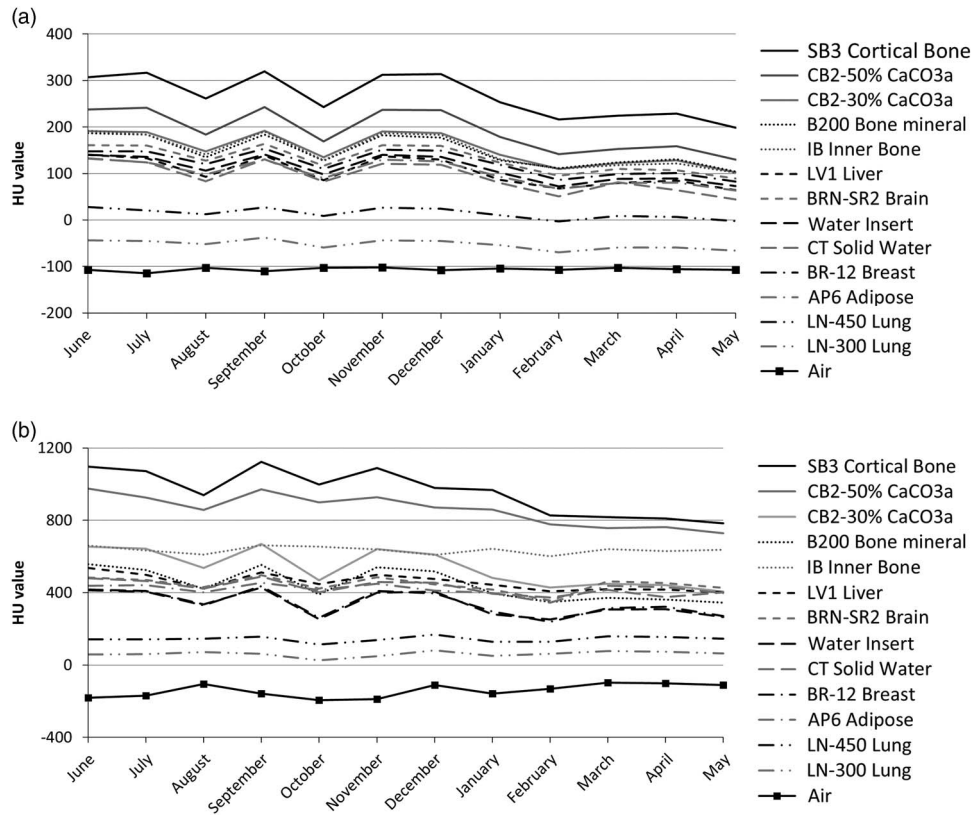 (a)
400
300
200
100
0
-100
-200
HU value
June
July
August
September
October
November
December
January
February
March
April
May
SB3 Cortical Bone
CB2-50% CaCO3a
CB2-30% CaCO3a
B200 Bone mineral
IB Inner Bone
LV1 Liver
BRN-SR2 Brain
Water Insert
CT Solid Water
BR-12 Breast
AP6 Adipose
LN-450 Lung
LN-300 Lung
Air
(b)
1200
800
400
0
-400
HU value
June
July
August
September
October
November
December
January
February
March
April
May
SB3 Cortical Bone
CB2-50% CaCO3a
CB2-30% CaCO3a
B200 Bone mineral
IB Inner Bone
LV1 Liver
BRN-SR2 Brain
Water Insert
CT Solid Water
BR-12 Breast
AP6 Adipose
LN-450 Lung
LN-300 Lung
Air